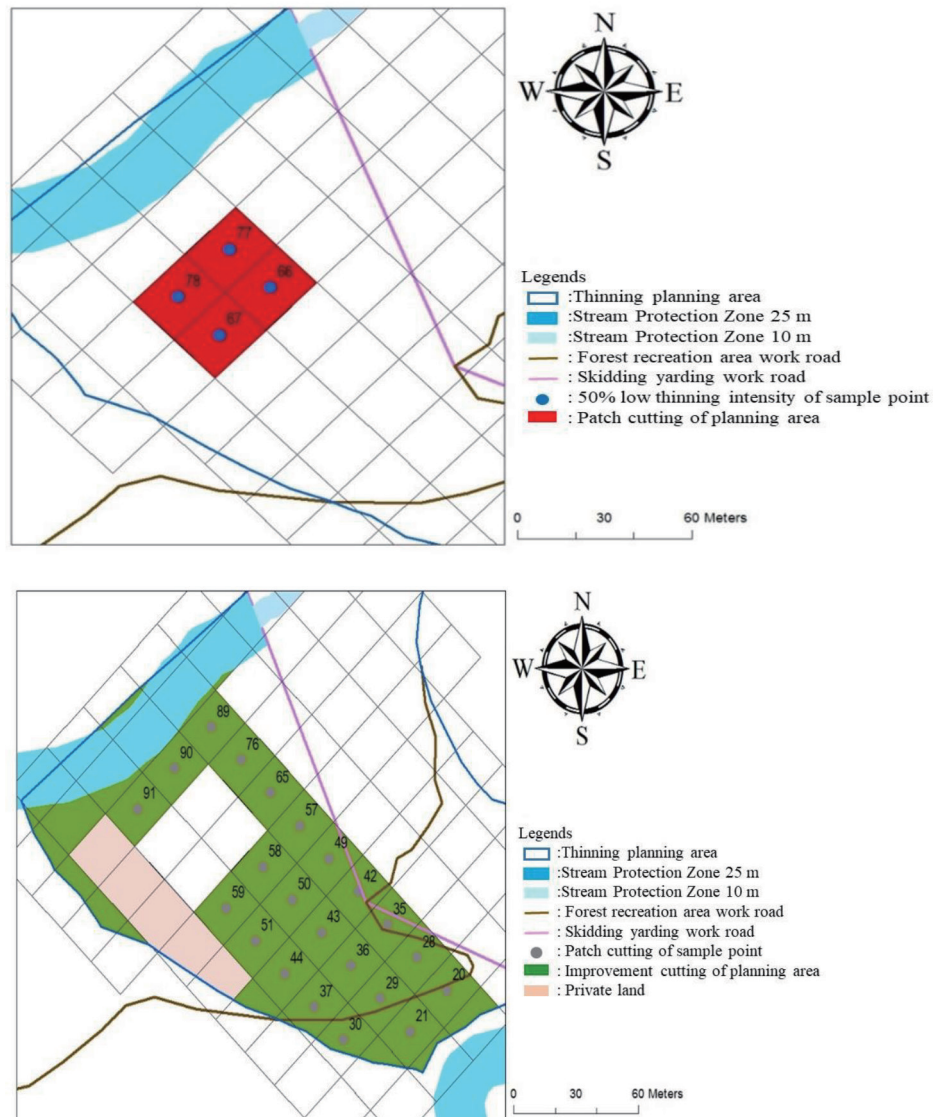 N
W E
S
77
78 66
67
Legends
:Thinning planning area
:Stream Protection Zone 25 m
:Stream Protection Zone 10 m
: Forest recreation area work road
: Skidding yarding work road
: 50% low thinning intensity of sample point
: Patch cutting of planning area
0 30 60 Meters
N
W E
S
89
90 76
91 65
57
58 49
59 50 42
51 43 35
44 36 28
37 29 20
30 21
Legends
:Thinning planning area
:Stream Protection Zone 25 m
:Stream Protection Zone 10 m
: Forest recreation area work road
: Skidding yarding work road
: Patch cutting of sample point
: Improvement cutting of planning area
: Private land
0 30 60 Meters